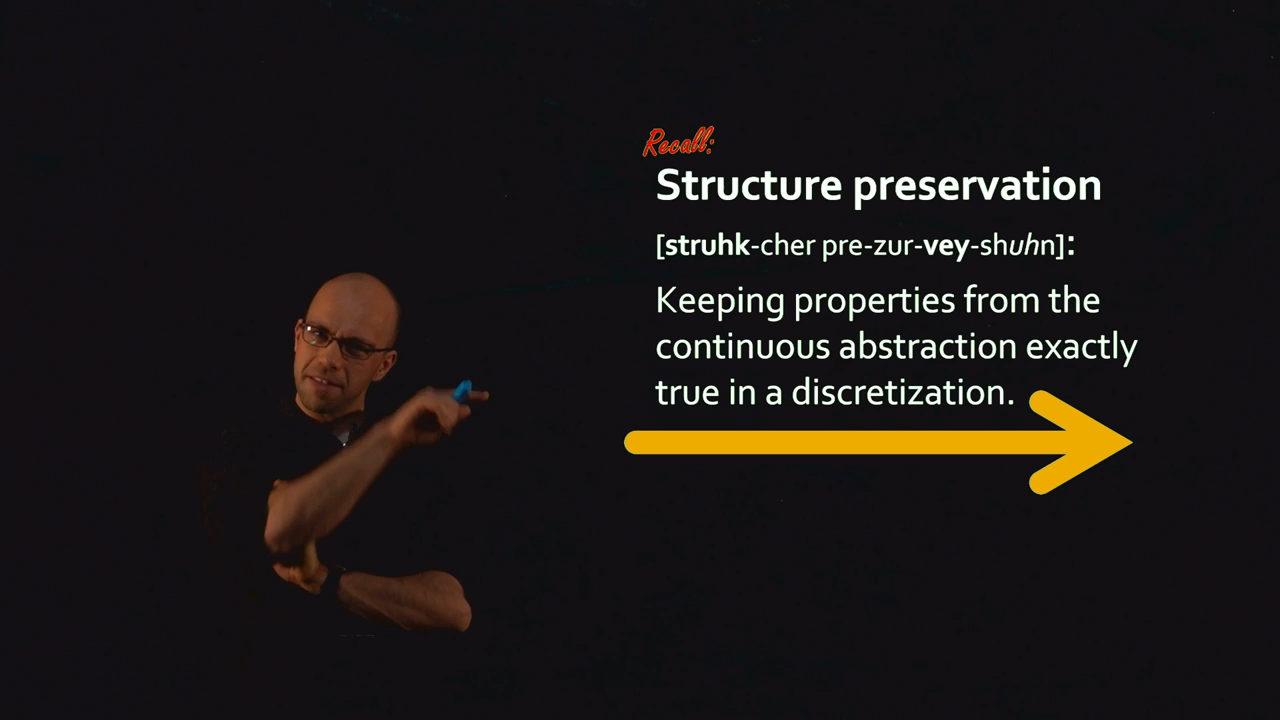 Recall:
Structure preservation
[struhk-cher pre-zur-vey-shuhn]:
Keeping properties from the
continuous abstraction exactly
true in a discretization.